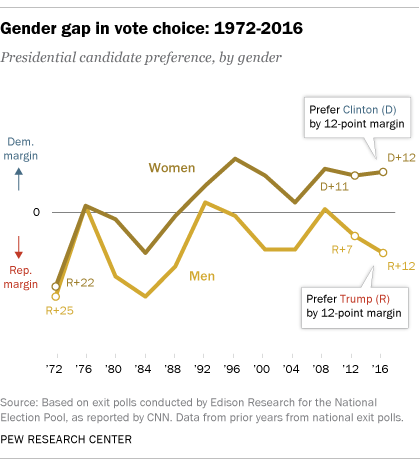 Gender gap in vote choice: 1972-2016
Presidential candidate preference, by gender
Prefer Clinton (D)
by 12-point margin
Dem.
margin
D+12
Women
D+11
0
R+7
Rep.
margin
Men
R+12
R+22
R+25
Prefer Trump (R)
by 12-point margin
’72 ’76 ’80 ’84 ’88 ’92 ’96 ’00 ’04 ’08 ’12 ’16
Source: Based on exit polls conducted by Edison Research for the National
Election Pool, as reported by CNN. Data from prior years from national exit polls.
PEW RESEARCH CENTER